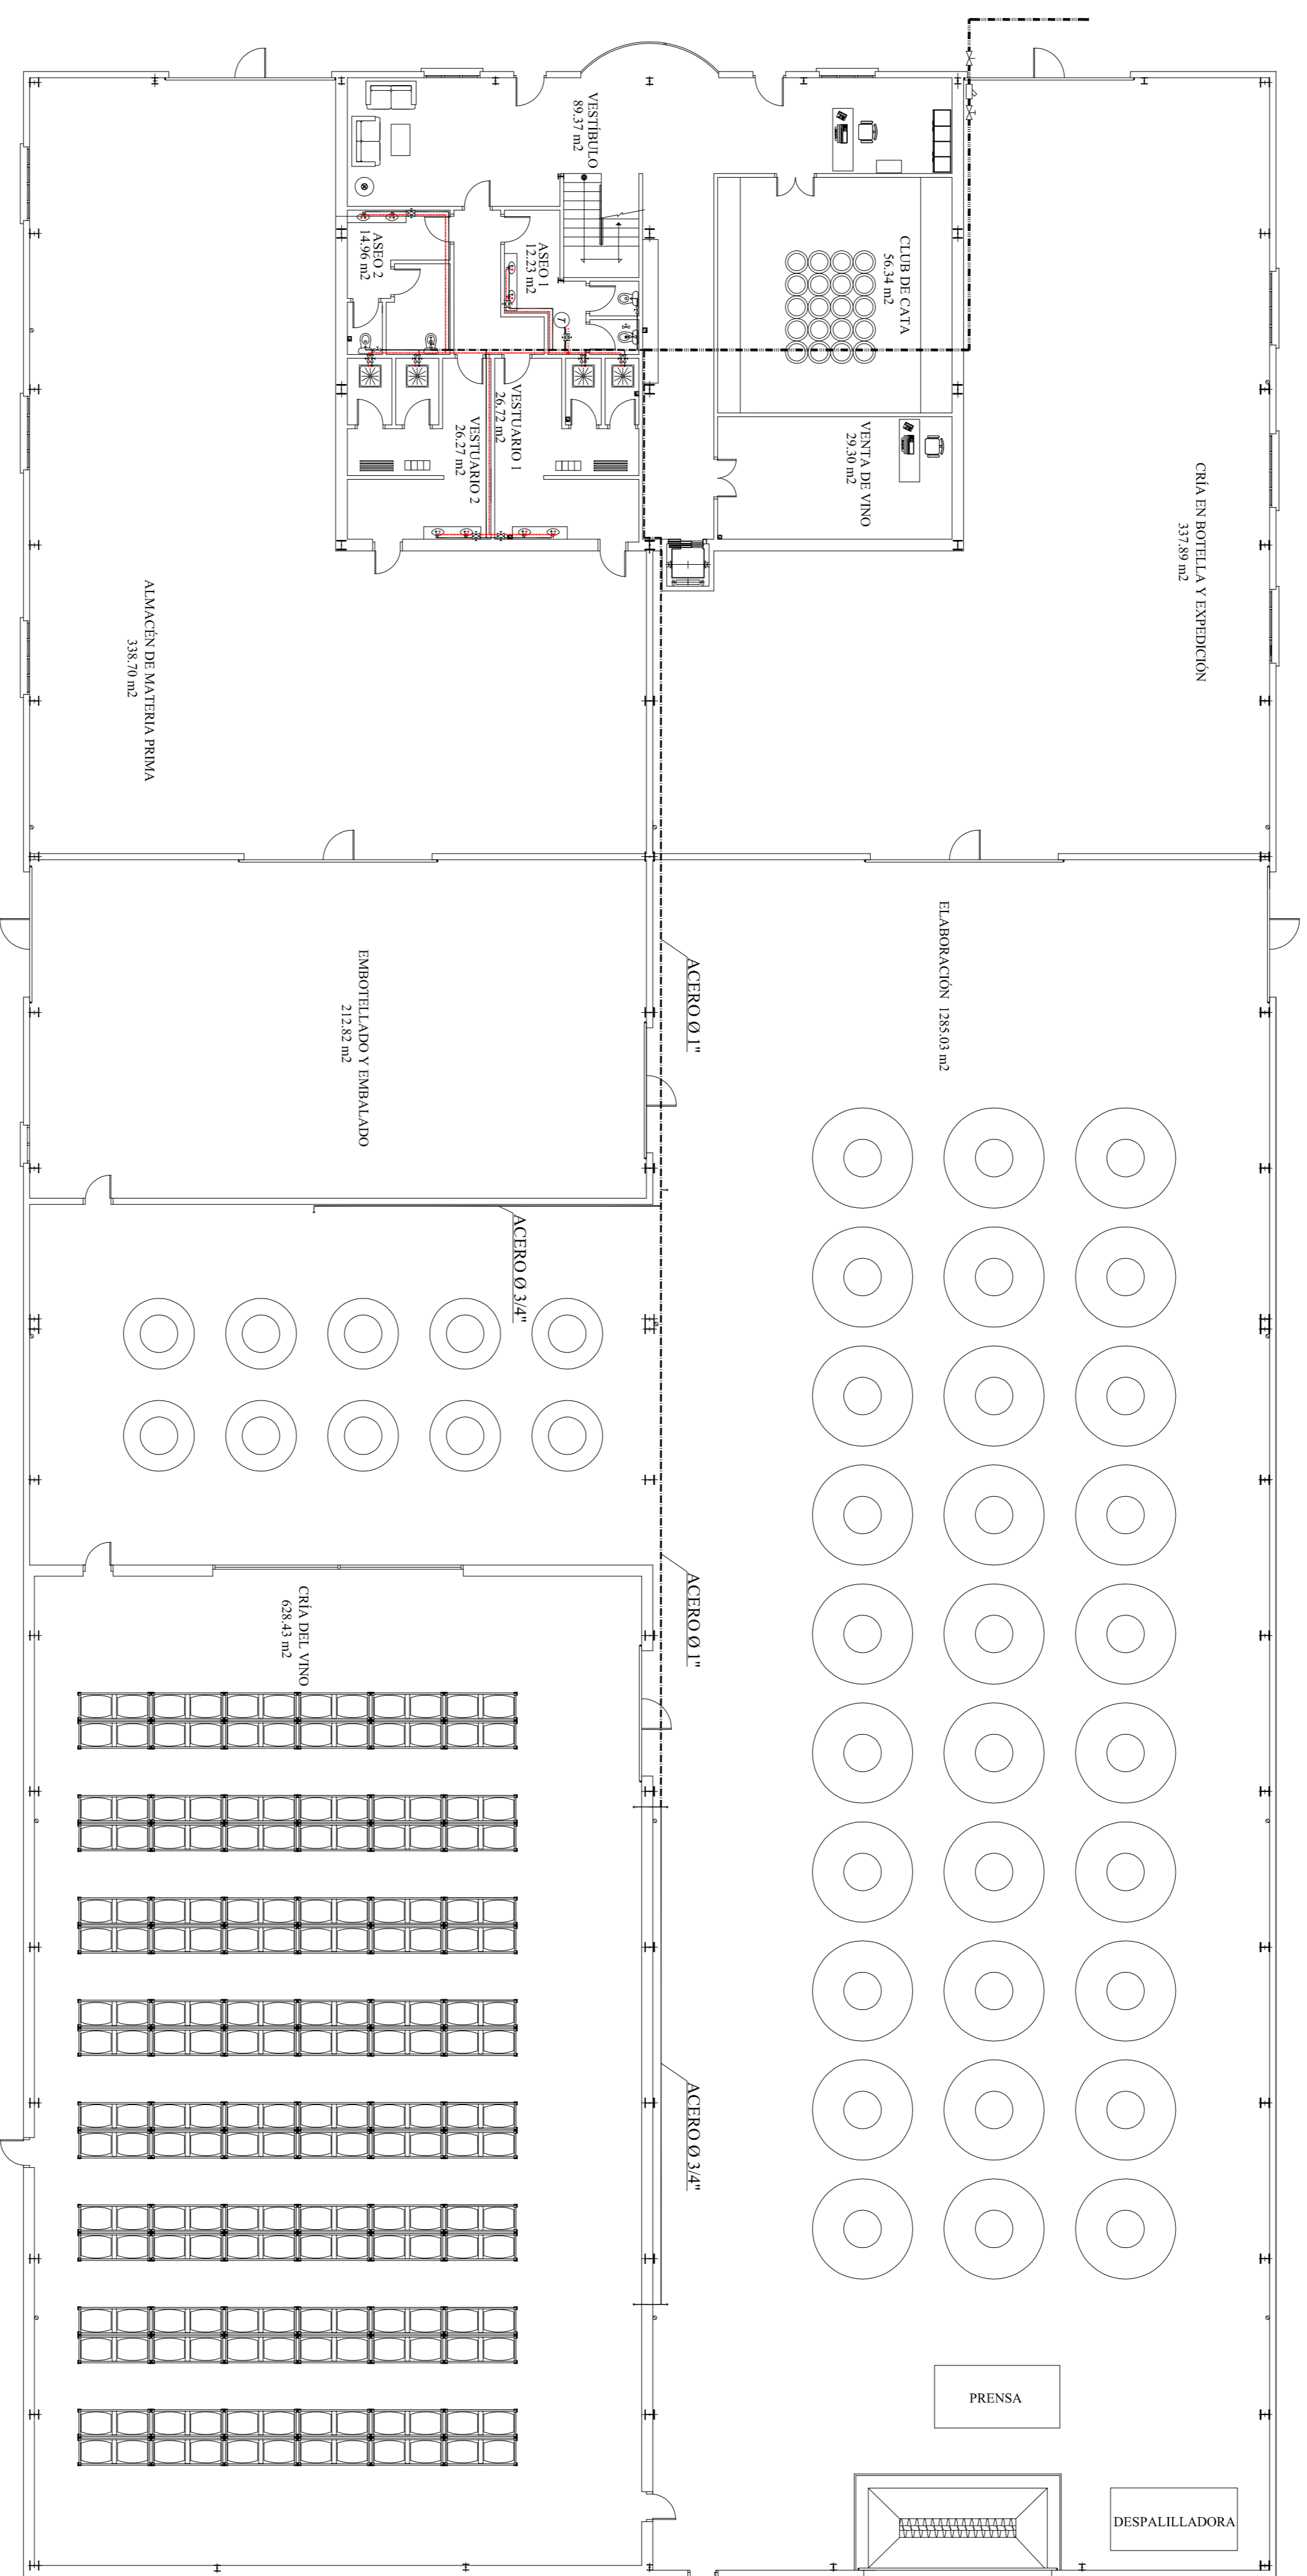 VESTÍBULO
89.37 m2
CLUB DE CATA
56.34 m2
ASEO 2
14.96 m2
ASEO 1
12.23 m2
T
VESTUARIO 1
26.72 m2
VESTUARIO 2
26.27 m2
VENTA DE VINO
29.30 m2
CRÍA EN BOTELLA Y EXPEDICIÓN
337.89 m2
ALMACÉN DE MATERIA PRIMA
338.70 m2
ELABORACIÓN 1285.03 m2
ACERO Ø 1"
EMBOTELLADO Y EMBALADO
212.82 m2
ACERO Ø 3/4"
ACERO Ø 1"
CRÍA DEL VINO
628.43 m2
ACERO Ø 3/4"
PRENSA
DESPALILLADORA